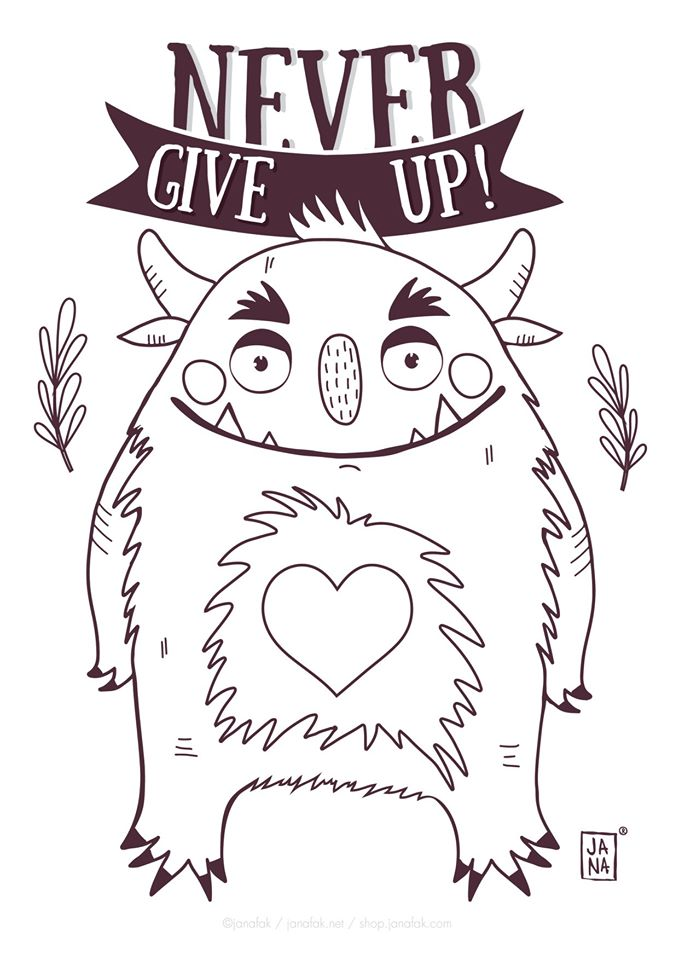 NEVER
GIVE UP!
JA
NA
®
©janafak / janafak.net / shop.janafak.com